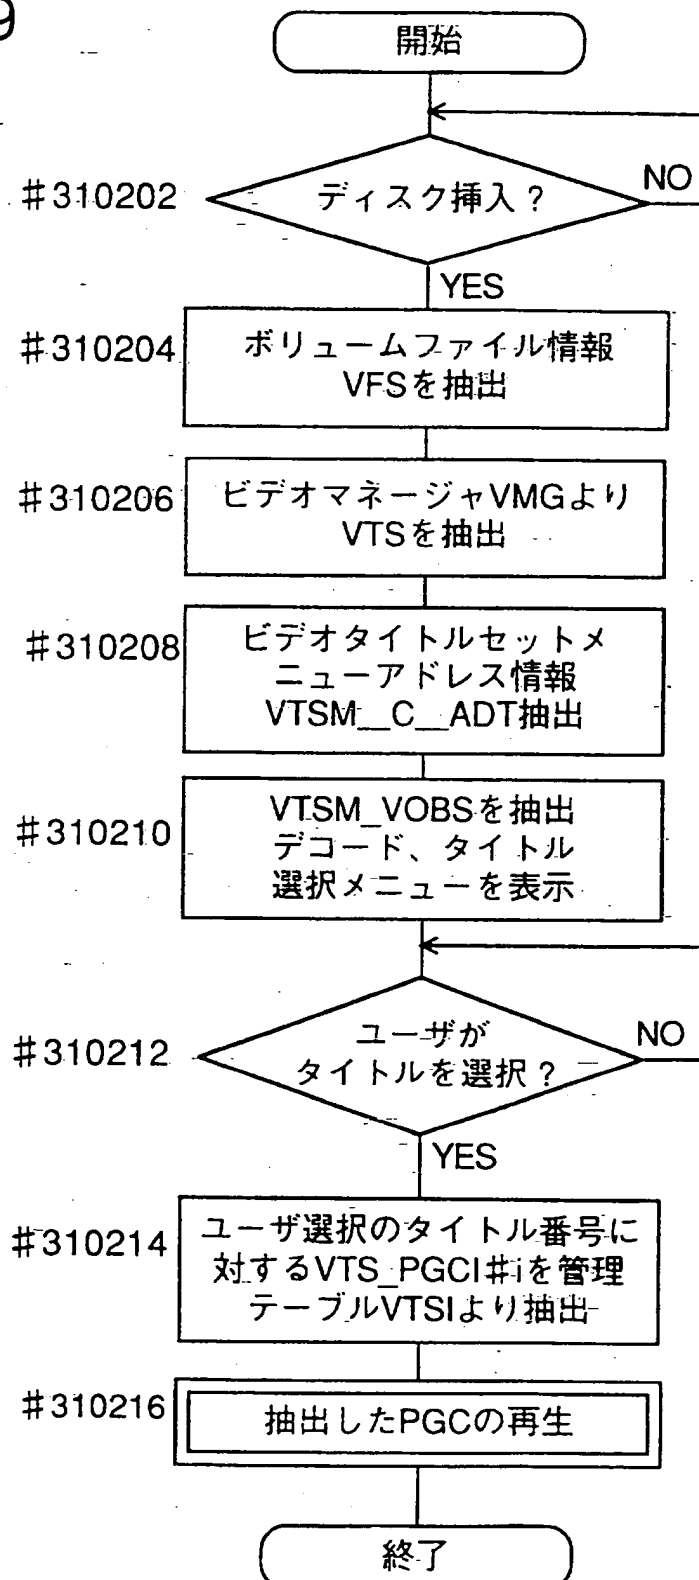 9
開始
#310202
ディスク挿入?
NO
YES
#310204
ボリュームファイル情報
VFSを抽出
#310206
ビデオマネージャVMGより
VTSを抽出
#310208
ビデオタイトルセットメ
ニューアドレス情報
VTSM__C__ADT抽出
#310210
VTSM_VOBSを抽出
デコード、タイトル
選択メニューを表示
#310212
ユーザが
タイトルを選択?
NO
YES
#310214
ユーザ選択のタイトル番号に
対するVTS_PGCI#iを管理
テーブルVTSIより抽出
#310216
抽出したPGCの再生
終了